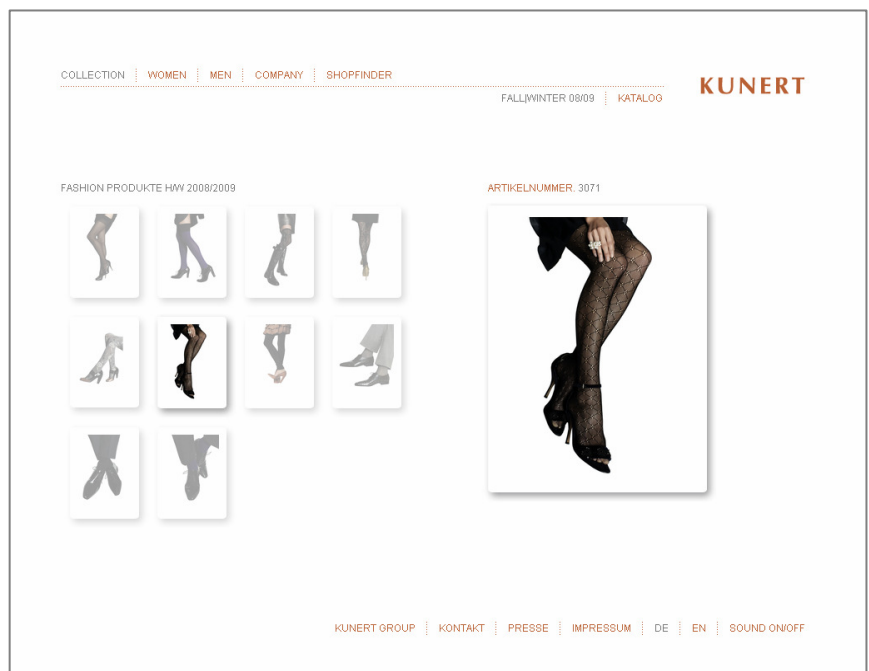 COLLECTION WOMEN MEN COMPANY SHOPFINDER
KUNERT
FALL|WINTER 08/09 KATALOG
FASHION PRODUKTE H/W 2008/2009
ARTIKELNUMMER. 3071
KUNERT GROUP KONTAKT PRESSE IMPRESSUM DE EN SOUND ON/OFF